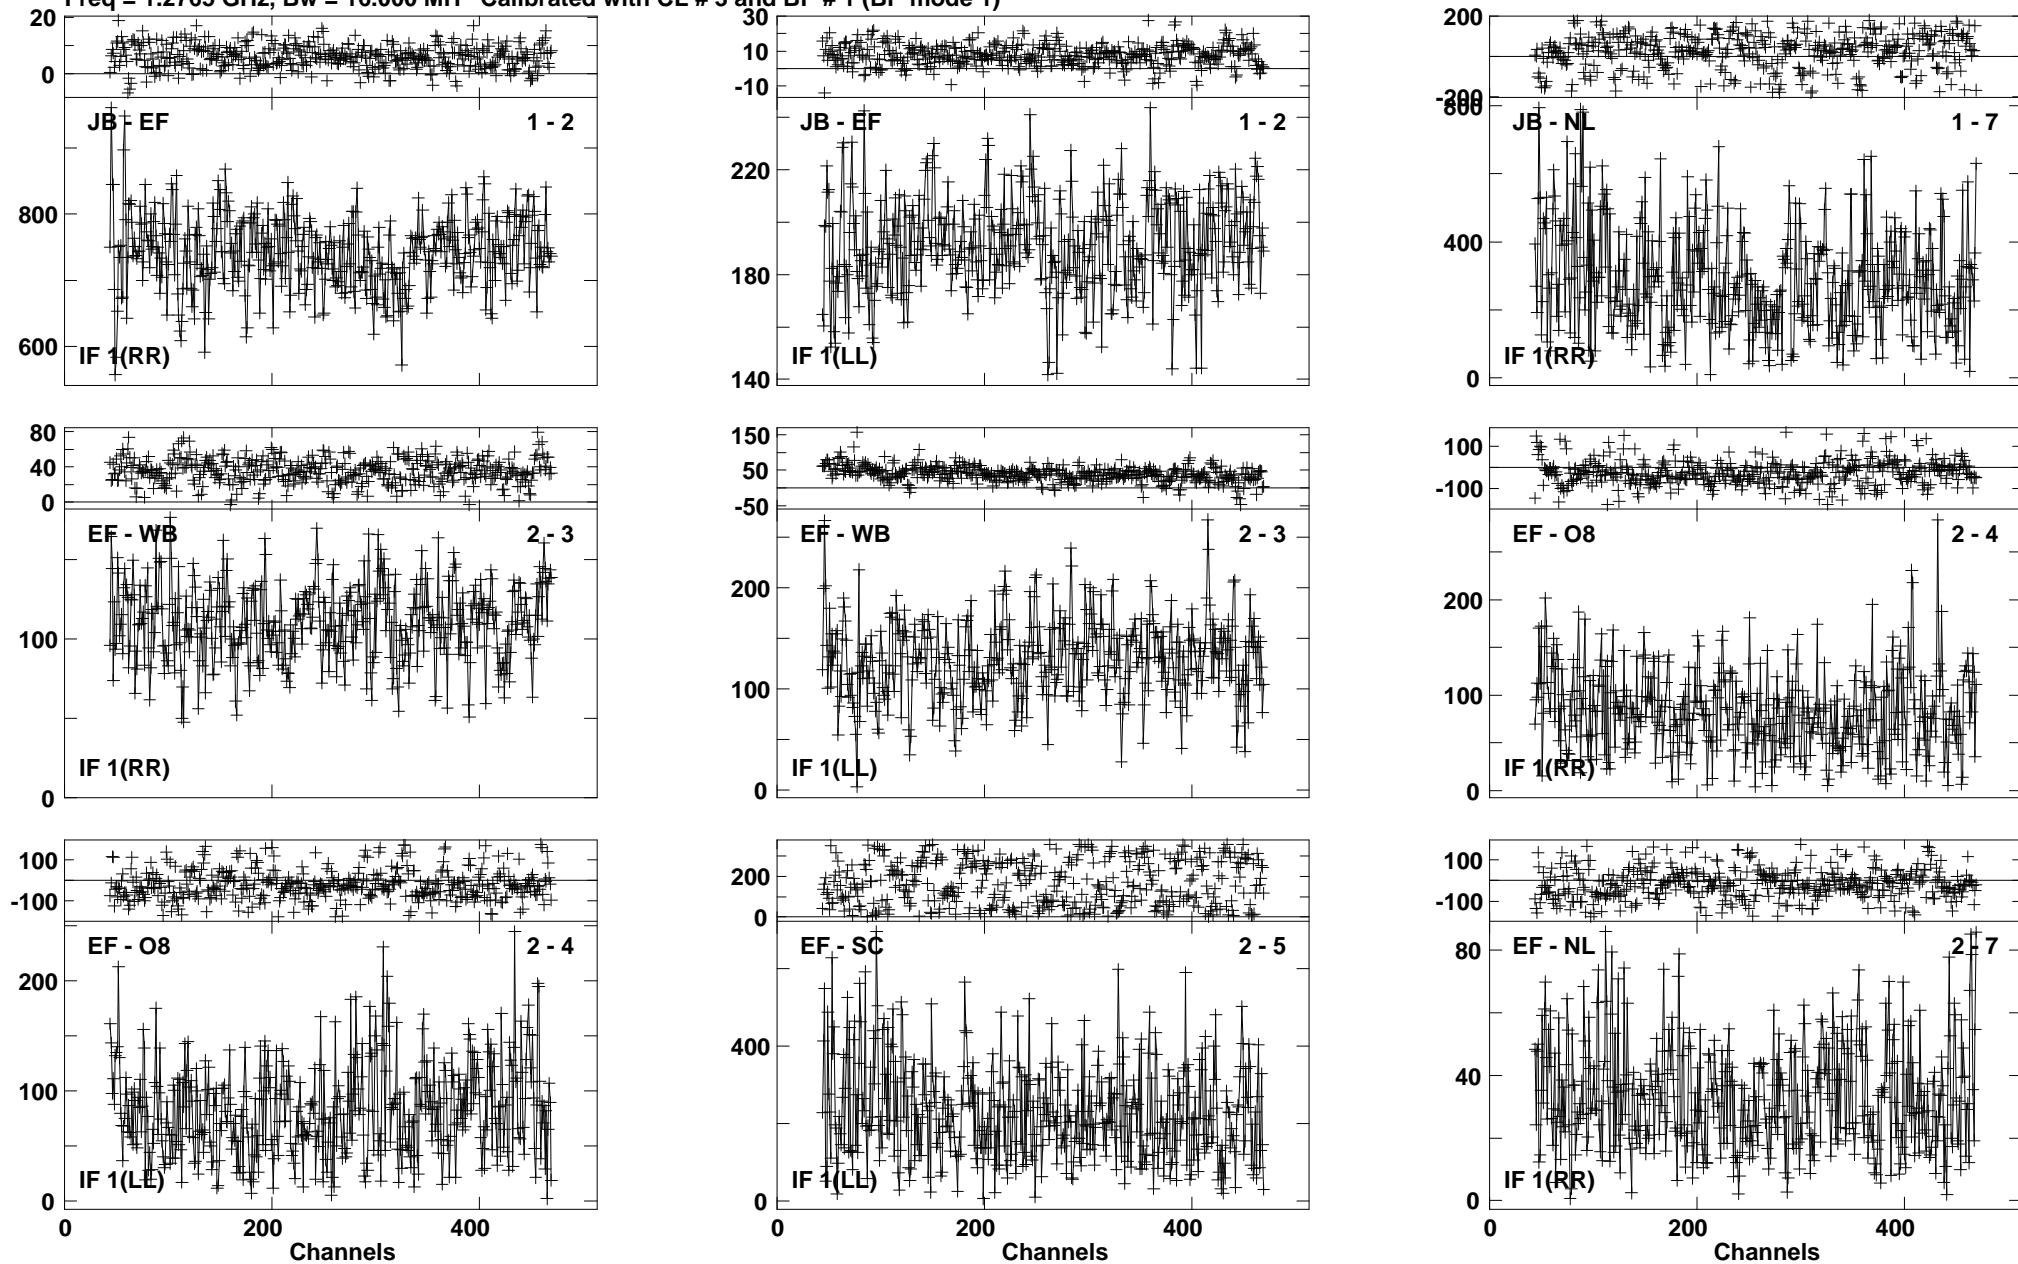 Freq = 1.2765 GHz, Bw = 16.000 MH Calibrated with CL # 3 and BP # 1 (BP mode 1)
20
0
JB - EF
1 - 2
800
600
IF 1(RR)
30
10
-10
JB - EF
1 - 2
220
180
140
IF 1(LL)
200
-200
800
JB - NL
1 - 7
400
0
IF 1(RR)
80
40
0
EF - WB
2 - 3
100
0
IF 1(RR)
150
50
-50
EF - WB
2 - 3
200
100
0
IF 1(LL)
100
-100
EF - O8
2 - 4
200
100
0
IF 1(RR)
100
-100
EF - O8
2 - 4
200
100
0
IF 1(LL)
0 200 400
Channels
200
0
EF - SC
2 - 5
400
0
IF 1(LL)
0 200 400
Channels
100
-100
EF - NL
2 - 7
80
40
0
IF 1(RR)
0 200 400
Channels